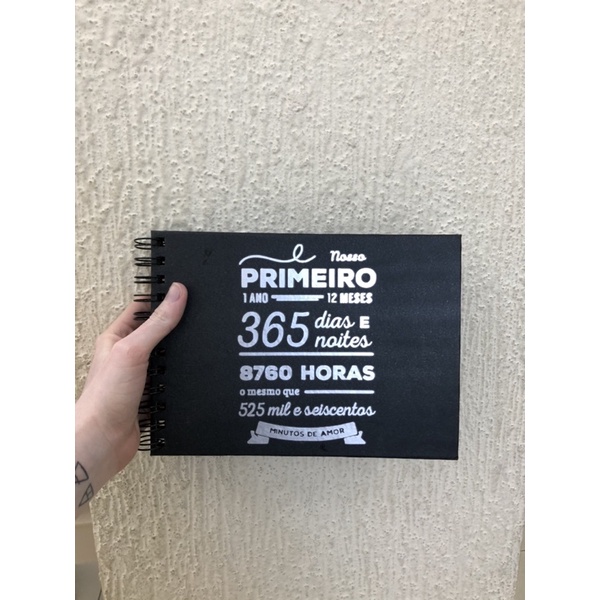 Nosso
PRIMEIRO
1 ANO 12 MESES
365 dias E
noites
8760 HORAS
o mesmo que
525 mil e seiscentos
MINUTOS DE AMOR